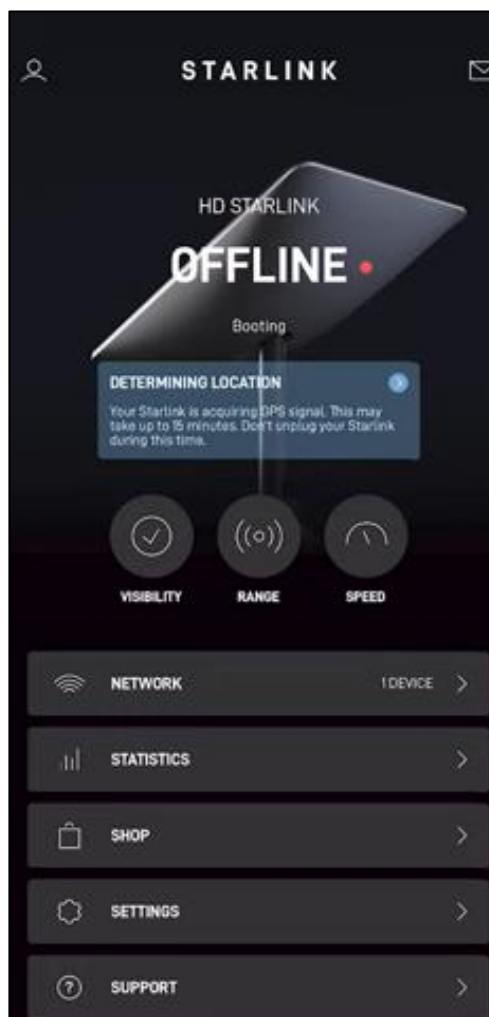 STARLINK
HD STARLINK
OFFLINE
Booting
DETERMINING LOCATION
Your Starlink is acquiring GPS signal. This may
take up to 15 minutes. Don't unplug your Starlink
during this time.
VISIBILITY
RANGE
SPEED
NETWORK
1 DEVICE
STATISTICS
SHOP
SETTINGS
SUPPORT